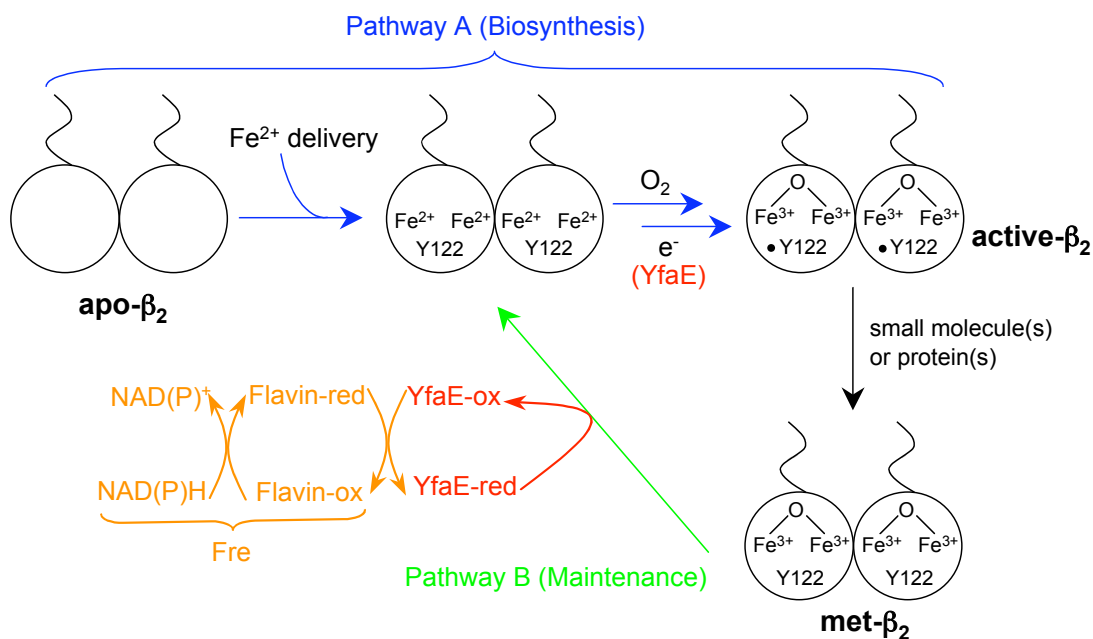 Pathway A (Biosynthesis)
Fe²⁺ delivery
Fe²⁺ Fe²⁺ Fe²⁺ Fe²⁺
Y122 Y122
O₂
e⁻
(YfaE)
O O
Fe³⁺ Fe³⁺ Fe³⁺ Fe³⁺
•Y122 •Y122
active-β₂
apo-β₂
small molecule(s)
or protein(s)
NAD(P)⁺ Flavin-red YfaE-ox
NAD(P)H Flavin-ox YfaE-red
Fre
Pathway B (Maintenance)
O O
Fe³⁺ Fe³⁺ Fe³⁺ Fe³⁺
Y122 Y122
met-β₂